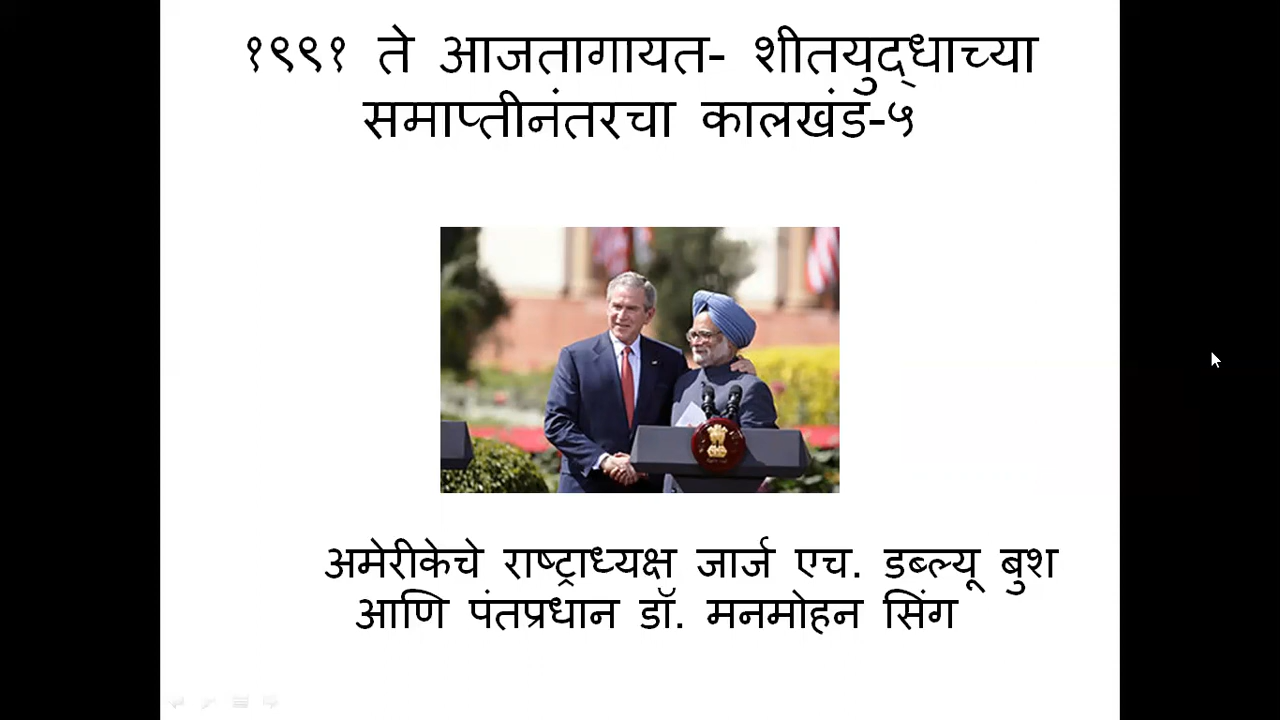 १९९१ ते आजतागायत- शीतयुद्‌धाच्या
समाप्तीनंतरचा कालखंड-५
अमेरीकेचे राष्ट्राध्यक्ष जार्ज एच. डब्ल्यू बुश
आणि पंतप्रधान डॉ. मनमोहन सिंग